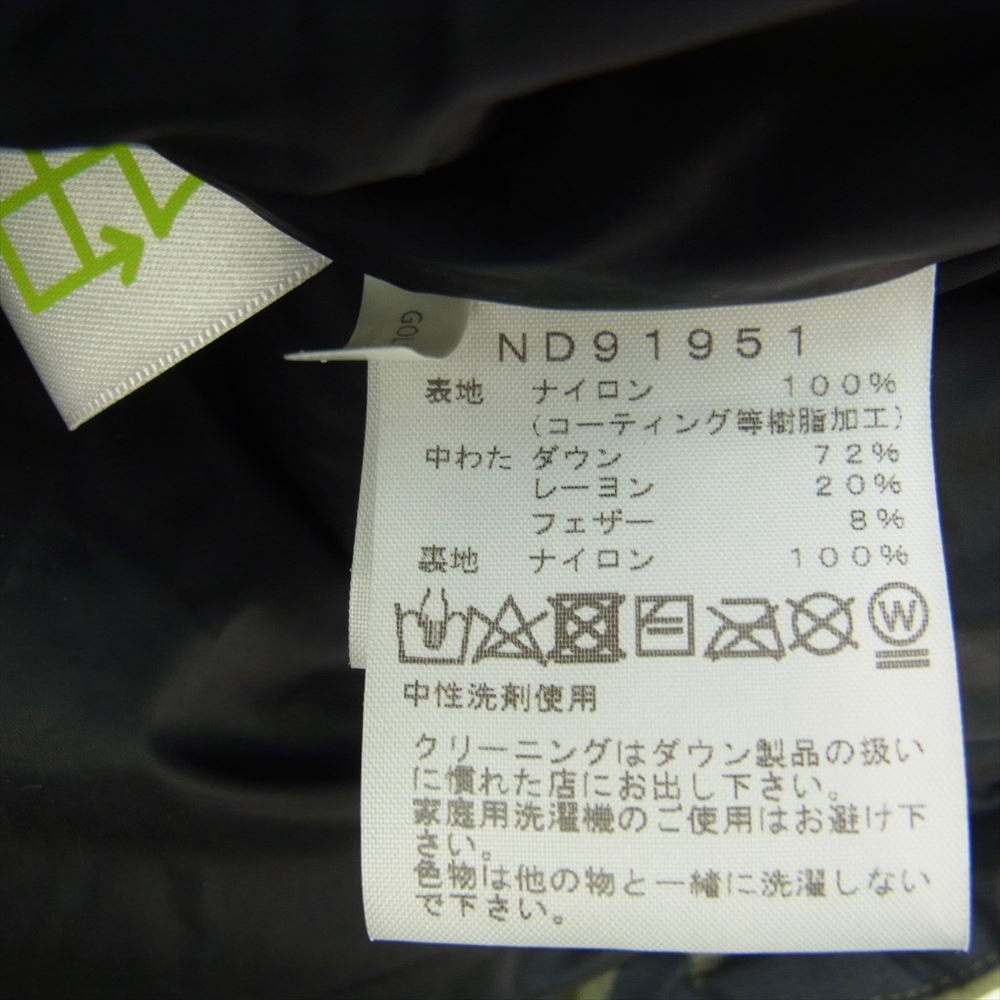 GOL
ND91951
表地 ナイロン 100%
(コーティング等樹脂加工)
中わた ダウン 72%
レーヨン 20%
フェザー 8%
裏地 ナイロン 100%
W
中性洗剤使用
クリーニングはダウン製品の扱い
に慣れた店にお出し下さい。
家庭用洗濯機のご使用はお避け下
さい。
色物は他の物と一緒に洗濯しない
で下さい。